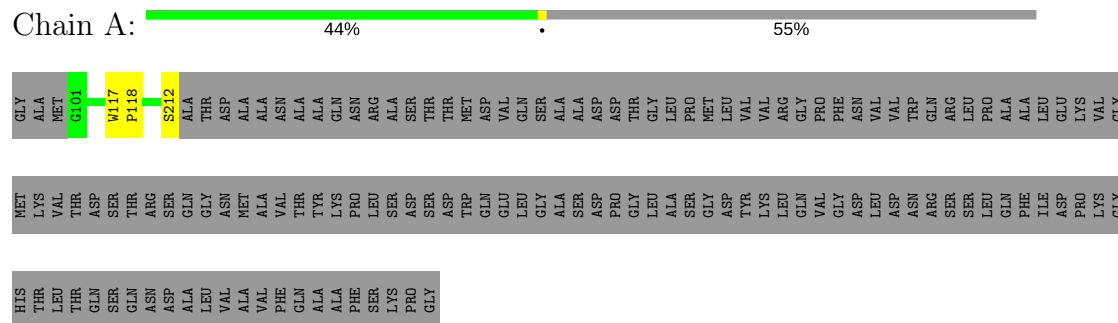 Chain A: 44% • 55%
GLY ALA MET G101 W117 P118 S212 ALA THR ASP ALA ALA ASN ALA ALA GLN ASN ARG ALA SER THR THR MET ASP VAL GLN SER ALA ALA ASP ASP THR GLY LEU PRO MET LEU VAL VAL ARG GLY PRO PHE ASN VAL VAL TRP GLN ARG LEU PRO ALA ALA LEU GLU LYS VAL GLY
MET LYS VAL THR ASP SER THR ARG SER GLN GLY ASN MET ALA VAL THR TYR LYS PRO LEU SER ASP SER ASP TRP GLN GLU LEU GLY ALA SER ASP PRO GLY LEU ALA SER GLY ASP TYR LYS LEU GLN VAL GLY ASP LEU ASP ASN ARG SER SER LEU GLN PHE ILE ASP PRO LYS GLY
HIS THR LEU THR GLN SER GLN ASN ASP ALA LEU VAL ALA VAL PHE GLN ALA ALA PHE SER LYS PRO GLY